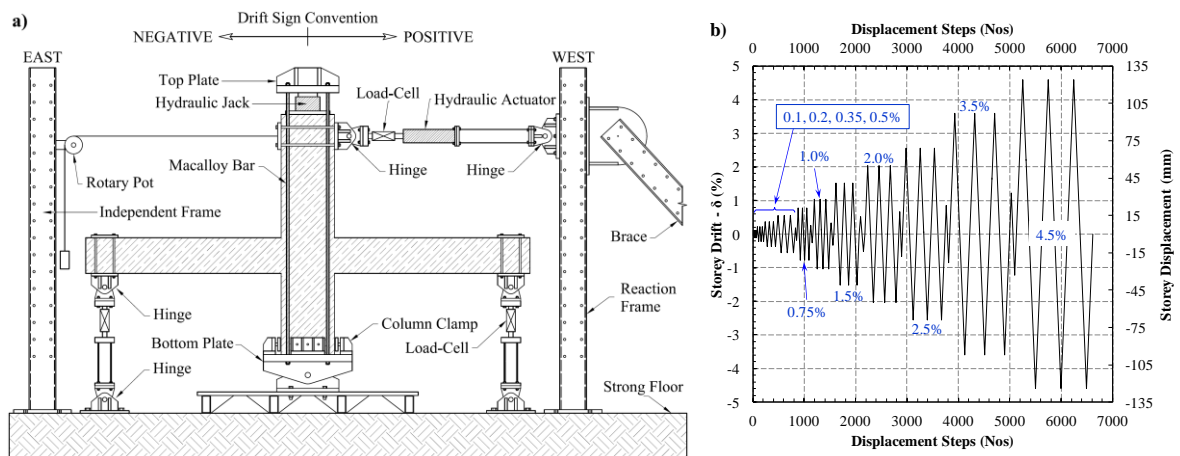 a)
Drift Sign Convention
NEGATIVE
POSITIVE
EAST
WEST
Top Plate
Hydraulic Jack
Load-Cell
Hydraulic Actuator
Macalloy Bar
Hinge
Hinge
Rotary Pot
Independent Frame
Brace
Hinge
Reaction
Frame
Column Clamp
Load-Cell
Bottom Plate
Hinge
Strong Floor
b)
Displacement Steps (Nos)
0 1000 2000 3000 4000 5000 6000 7000
5
4
3
2
1
0
-1
-2
-3
-4
-5
Storey Drift - δ (%)
0.1, 0.2, 0.35, 0.5%
1.0%
2.0%
3.5%
0.75%
1.5%
2.5%
4.5%
135
105
75
45
15
-15
-45
-75
-105
-135
Storey Displacement (mm)
0 1000 2000 3000 4000 5000 6000 7000
Displacement Steps (Nos)